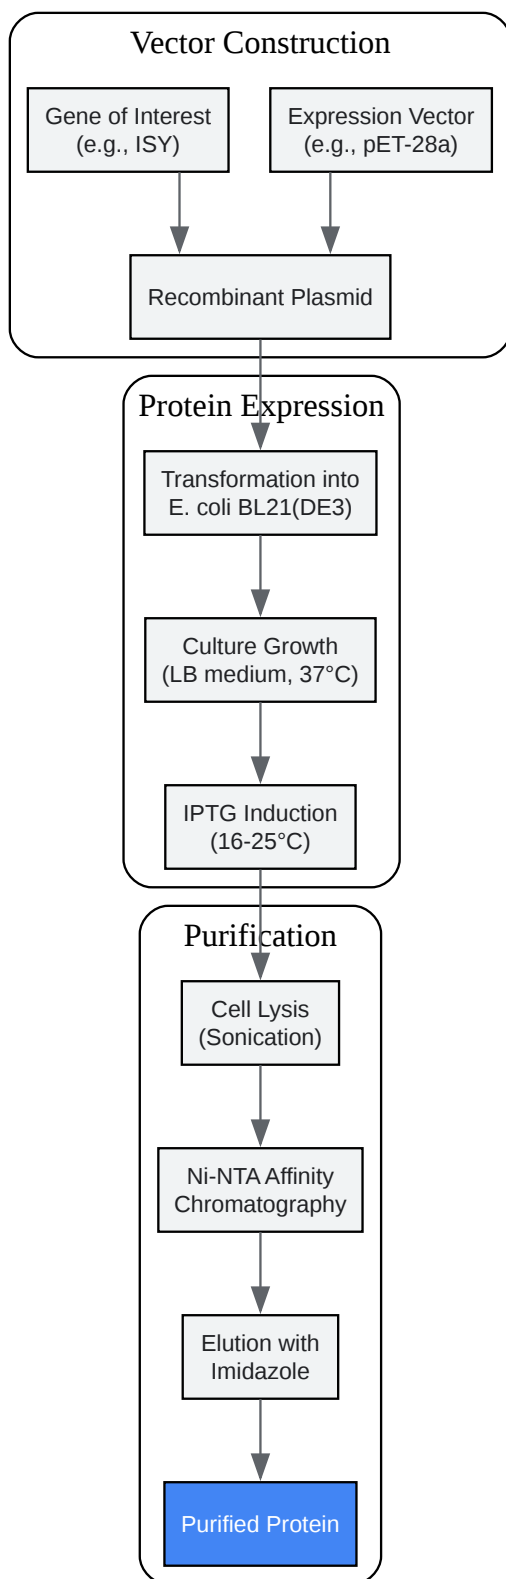 Vector Construction
Gene of Interest
(e.g., ISY)
Expression Vector
(e.g., pET-28a)
Recombinant Plasmid
Protein Expression
Transformation into
E. coli BL21(DE3)
Culture Growth
(LB medium, 37°C)
IPTG Induction
(16-25°C)
Purification
Cell Lysis
(Sonication)
Ni-NTA Affinity
Chromatography
Elution with
Imidazole
Purified Protein